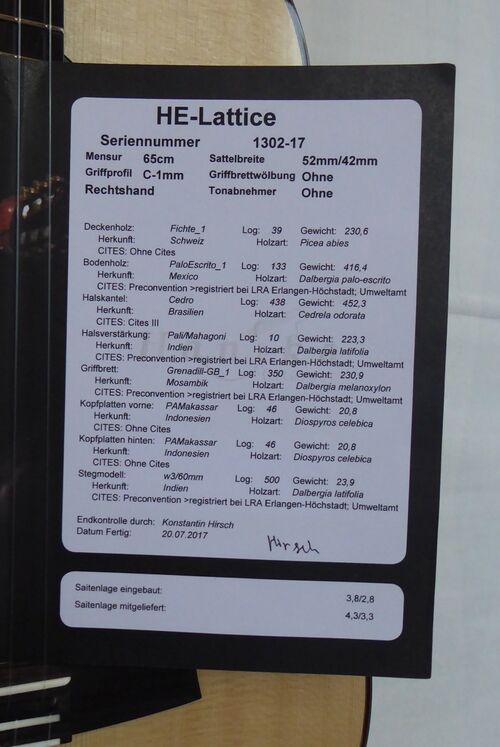 HE-Lattice
Seriennummer 1302-17
Mensur 65cm Sattelbreite 52mm/42mm
Griffprofil C-1mm Griffbrettwölbung Ohne
Rechtshand Tonabnehmer Ohne
Deckenholz: Fichte_1 Log: 39 Gewicht: 230,6
Herkunft: Schweiz Holzart: Picea abies
CITES: Ohne Cites
Bodenholz: PaloEscrito_1 Log: 133 Gewicht: 416,4
Herkunft: Mexico Holzart: Dalbergia palo-escrito
CITES: Preconvention >registriert bei LRA Erlangen-Höchstadt; Umweltamt
Halskantel: Cedro Log: 438 Gewicht: 452,3
Herkunft: Brasilien Holzart: Cedrela odorata
CITES: Cites III
Halsverstärkung: Pali/Mahagoni Log: 10 Gewicht: 223,3
Herkunft: Indien Holzart: Dalbergia latifolia
CITES: Preconvention >registriert bei LRA Erlangen-Höchstadt; Umweltamt
Griffbrett: Grenadill-GB_1 Log: 350 Gewicht: 230,9
Herkunft: Mosambik Holzart: Dalbergia melanoxylon
CITES: Preconvention >registriert bei LRA Erlangen-Höchstadt; Umweltamt
Kopfplatten vorne: PAMakassar Log: 46 Gewicht: 20,8
Herkunft: Indonesien Holzart: Diospyros celebica
CITES: Ohne Cites
Kopfplatten hinten: PAMakassar Log: 46 Gewicht: 20,8
Herkunft: Indonesien Holzart: Diospyros celebica
CITES: Ohne Cites
Stegmodell: w3/60mm Log: 500 Gewicht: 23,9
Herkunft: Indien Holzart: Dalbergia latifolia
CITES: Preconvention >registriert bei LRA Erlangen-Höchstadt; Umweltamt
Endkontrolle durch: Konstantin Hirsch
Datum Fertig: 20.07.2017
Hirsch
Saitenlage eingebaut: 3,8/2,8
Saitenlage mitgeliefert: 4,3/3,3